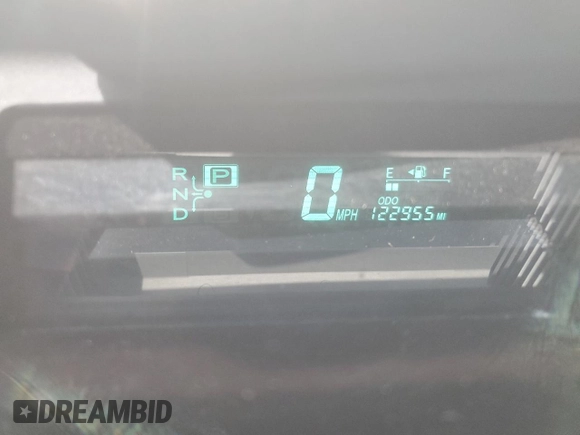 R P
N
D
0 MPH
E F
ODO
122955 MI
DREAMBID